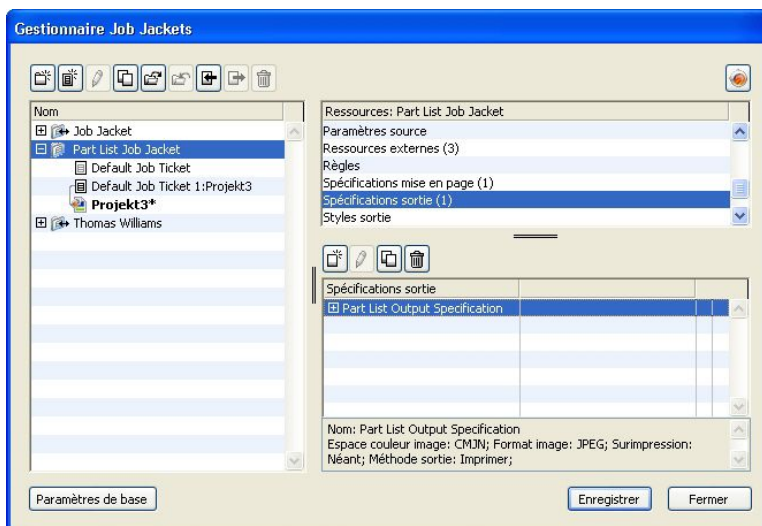 Gestionnaire Job Jackets
Nom
Job Jacket
Part List Job Jacket
Default Job Ticket
Default Job Ticket 1:Projekt3
Projekt3*
Thomas Williams
Ressources: Part List Job Jacket
Paramètres source
Ressources externes (3)
Règles
Spécifications mise en page (1)
Spécifications sortie (1)
Styles sortie
Spécifications sortie
Part List Output Specification
Nom: Part List Output Specification
Espace couleur image: CMJN; Format image: JPEG; Surimpression:
Néant; Méthode sortie: Imprimer;
Paramètres de base
Enregistrer
Fermer